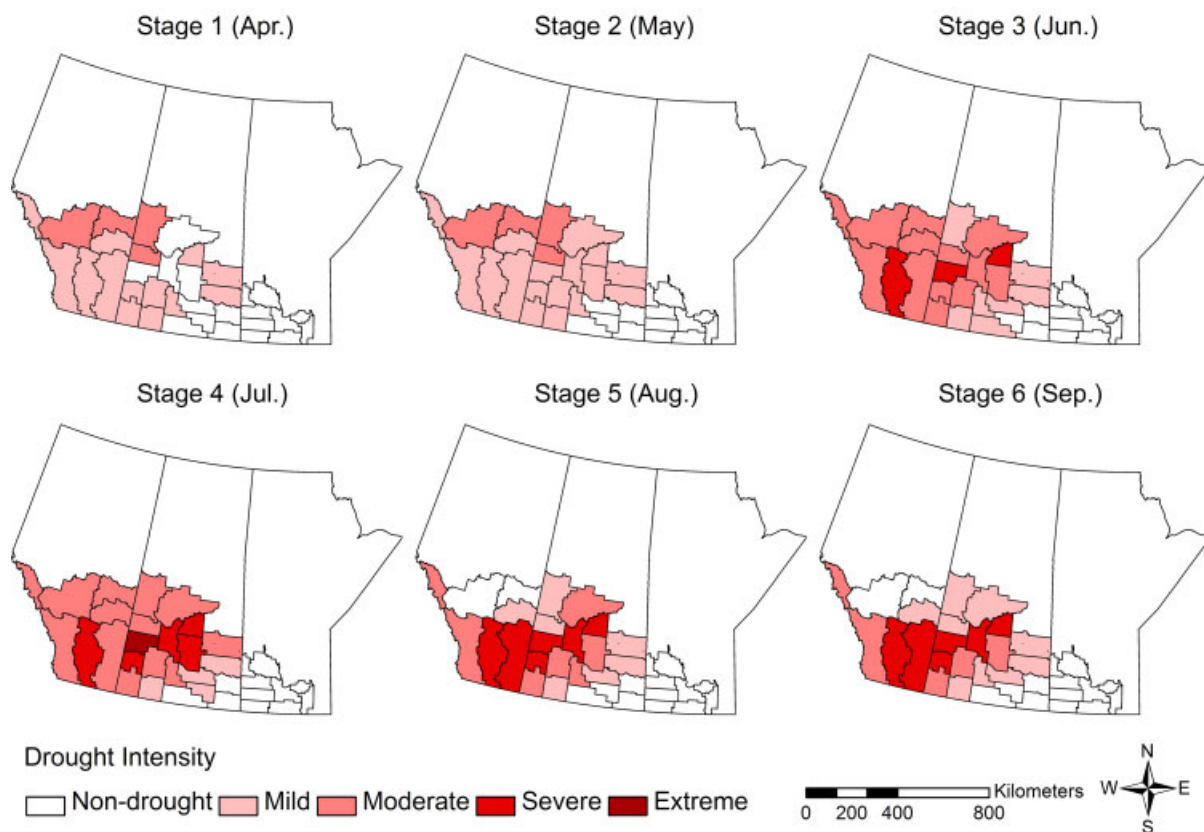 Stage 1 (Apr.)
Stage 2 (May)
Stage 3 (Jun.)
Stage 4 (Jul.)
Stage 5 (Aug.)
Stage 6 (Sep.)
Drought Intensity
Non-drought Mild Moderate Severe Extreme
Kilometers
0 200 400 800
N
W E
S